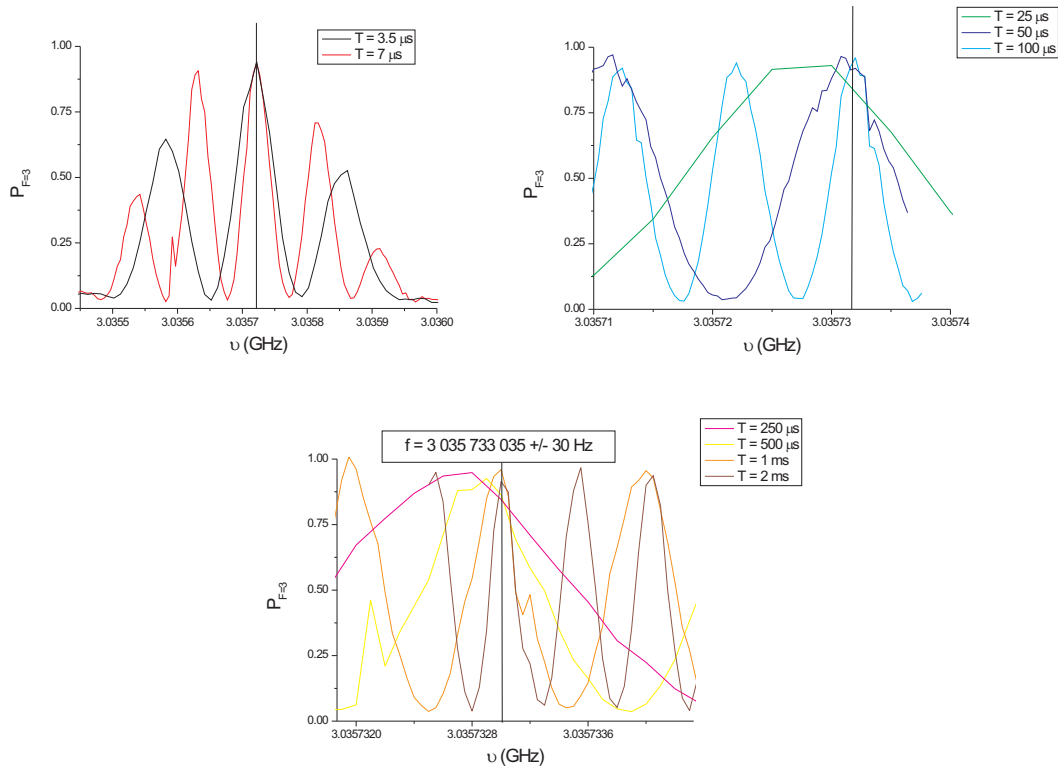 T = 3.5 μs
T = 7 μs
1.00
0.75
0.50
0.25
0.00
P_F=3
3.0355 3.0356 3.0357 3.0358 3.0359 3.0360
υ (GHz)
T = 25 μs
T = 50 μs
T = 100 μs
1.00
0.75
0.50
0.25
0.00
P_F=3
3.03571 3.03572 3.03573 3.03574
υ (GHz)
f = 3 035 733 035 +/- 30 Hz
T = 250 μs
T = 500 μs
T = 1 ms
T = 2 ms
1.00
0.75
0.50
0.25
0.00
P_F=3
3.0357320 3.0357328 3.0357336
υ (GHz)